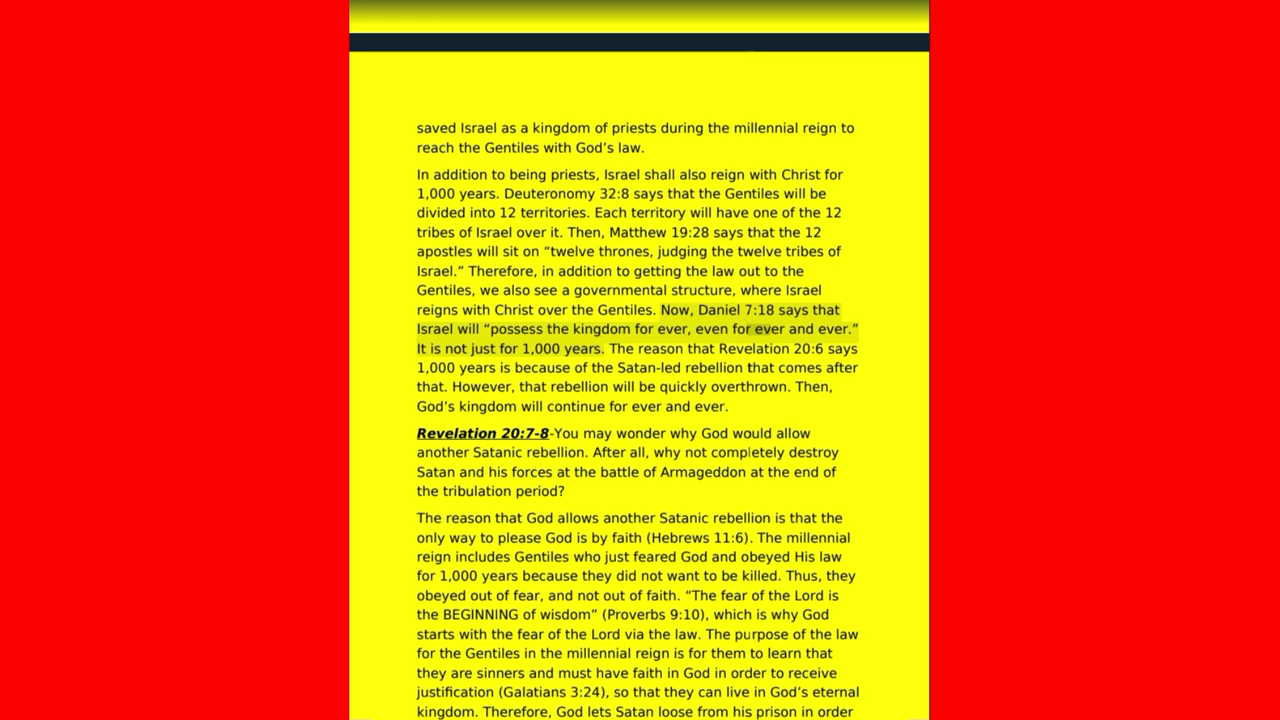 saved Israel as a kingdom of priests during the millennial reign to
reach the Gentiles with God’s law.
In addition to being priests, Israel shall also reign with Christ for
1,000 years. Deuteronomy 32:8 says that the Gentiles will be
divided into 12 territories. Each territory will have one of the 12
tribes of Israel over it. Then, Matthew 19:28 says that the 12
apostles will sit on “twelve thrones, judging the twelve tribes of
Israel.” Therefore, in addition to getting the law out to the
Gentiles, we also see a governmental structure, where Israel
reigns with Christ over the Gentiles. Now, Daniel 7:18 says that
Israel will “possess the kingdom for ever, even for ever and ever.”
It is not just for 1,000 years. The reason that Revelation 20:6 says
1,000 years is because of the Satan-led rebellion that comes after
that. However, that rebellion will be quickly overthrown. Then,
God’s kingdom will continue for ever and ever.
Revelation 20:7-8-You may wonder why God would allow
another Satanic rebellion. After all, why not completely destroy
Satan and his forces at the battle of Armageddon at the end of
the tribulation period?
The reason that God allows another Satanic rebellion is that the
only way to please God is by faith (Hebrews 11:6). The millennial
reign includes Gentiles who just feared God and obeyed His law
for 1,000 years because they did not want to be killed. Thus, they
obeyed out of fear, and not out of faith. “The fear of the Lord is
the BEGINNING of wisdom” (Proverbs 9:10), which is why God
starts with the fear of the Lord via the law. The purpose of the law
for the Gentiles in the millennial reign is for them to learn that
they are sinners and must have faith in God in order to receive
justification (Galatians 3:24), so that they can live in God’s eternal
kingdom. Therefore, God lets Satan loose from his prison in order